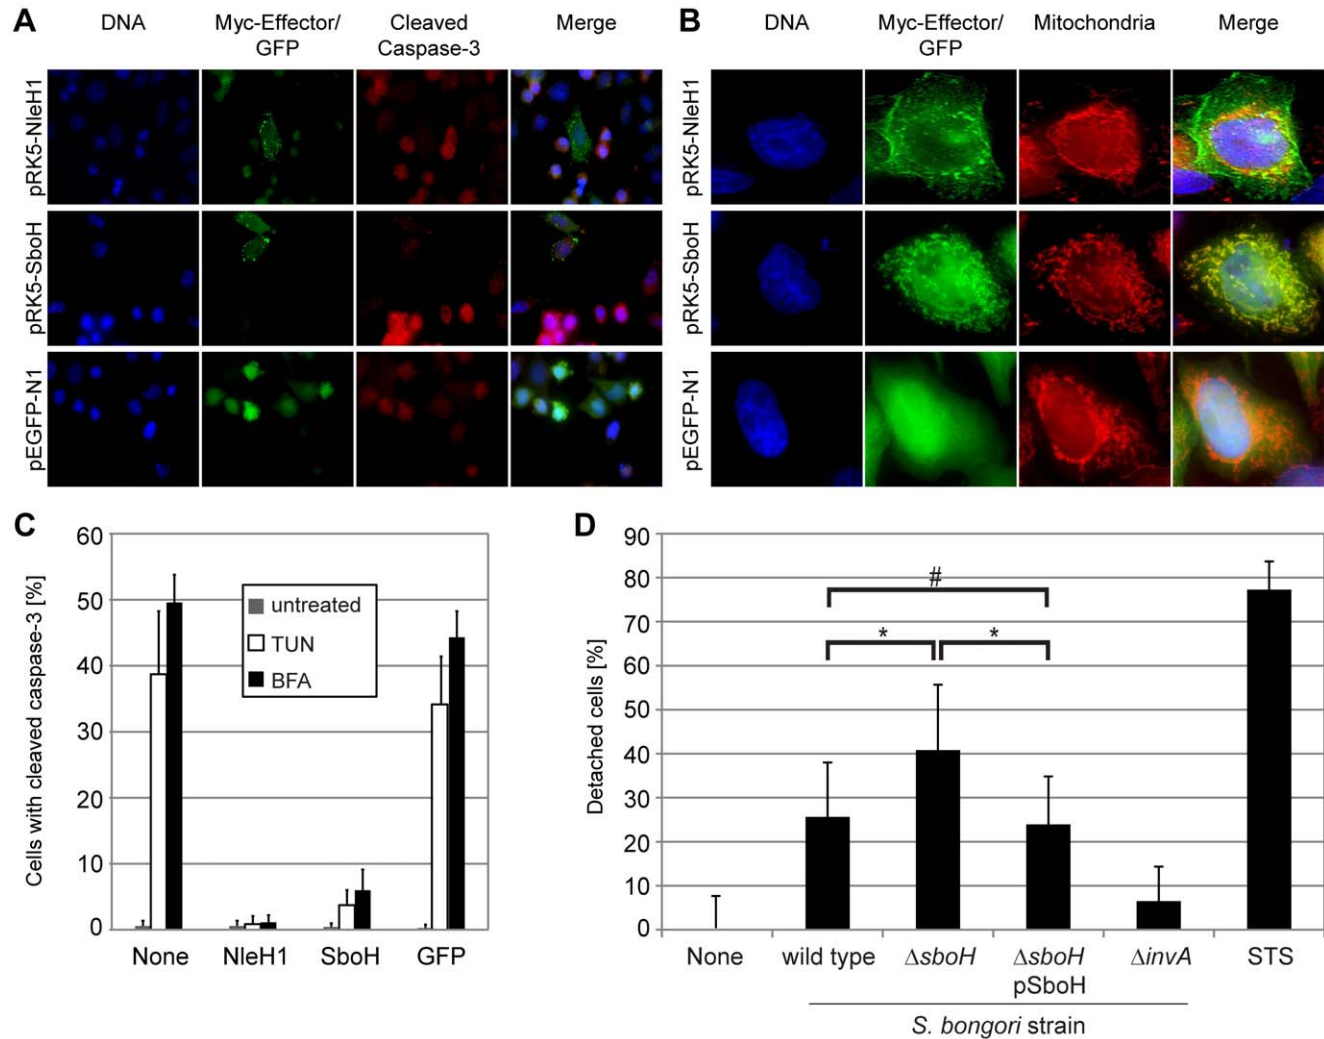 A
DNA
Myc-Effector/
GFP
Cleaved
Caspase-3
Merge
pRK5-NleH1
pRK5-SboH
pEGFP-N1
B
DNA
Myc-Effector/
GFP
Mitochondria
Merge
pRK5-NleH1
pRK5-SboH
pEGFP-N1
C
Cells with cleaved caspase-3 [%]
60
50
40
30
20
10
0
untreated
TUN
BFA
None
NleH1
SboH
GFP
D
Detached cells [%]
90
80
70
60
50
40
30
20
10
0
#
*
*
None
wild type
ΔsboH
ΔsboH
pSboH
ΔinvA
STS
S. bongori strain